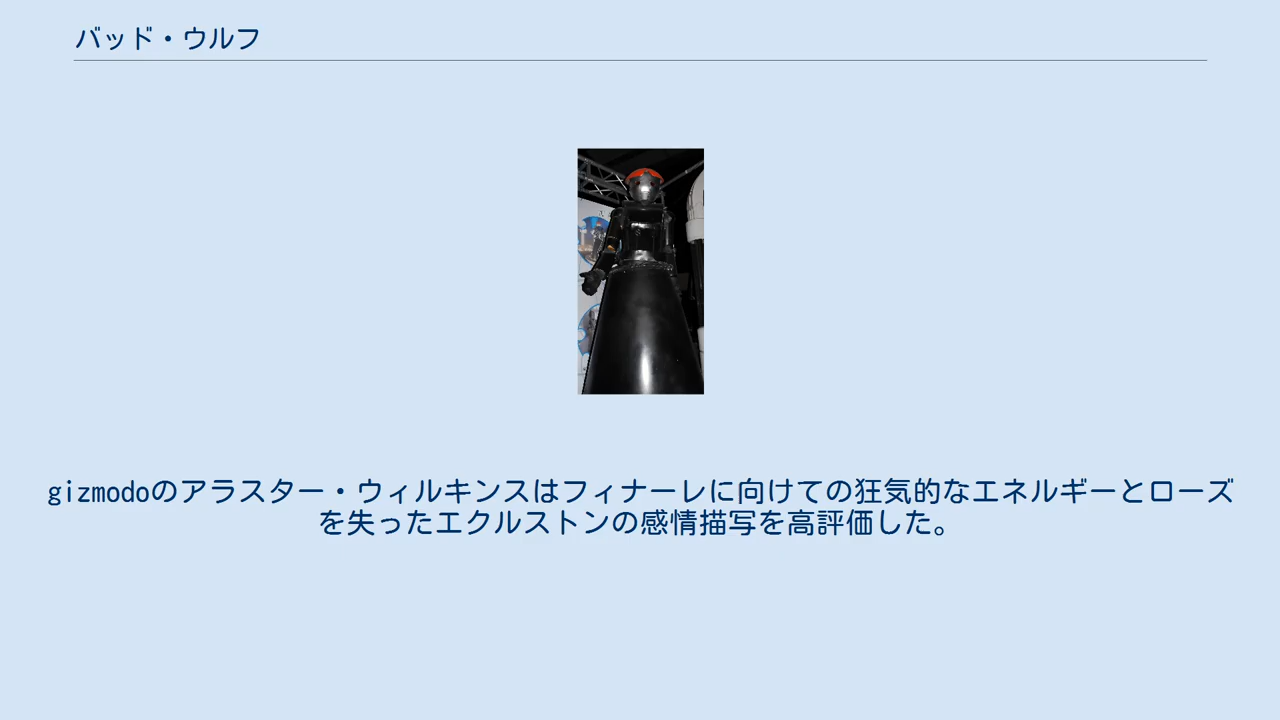 バッド・ウルフ
gizmodoのアラスター・ウィルキンスはフィナーレに向けての狂気的なエネルギーとローズ
を失ったエクルストンの感情描写を高評価した。